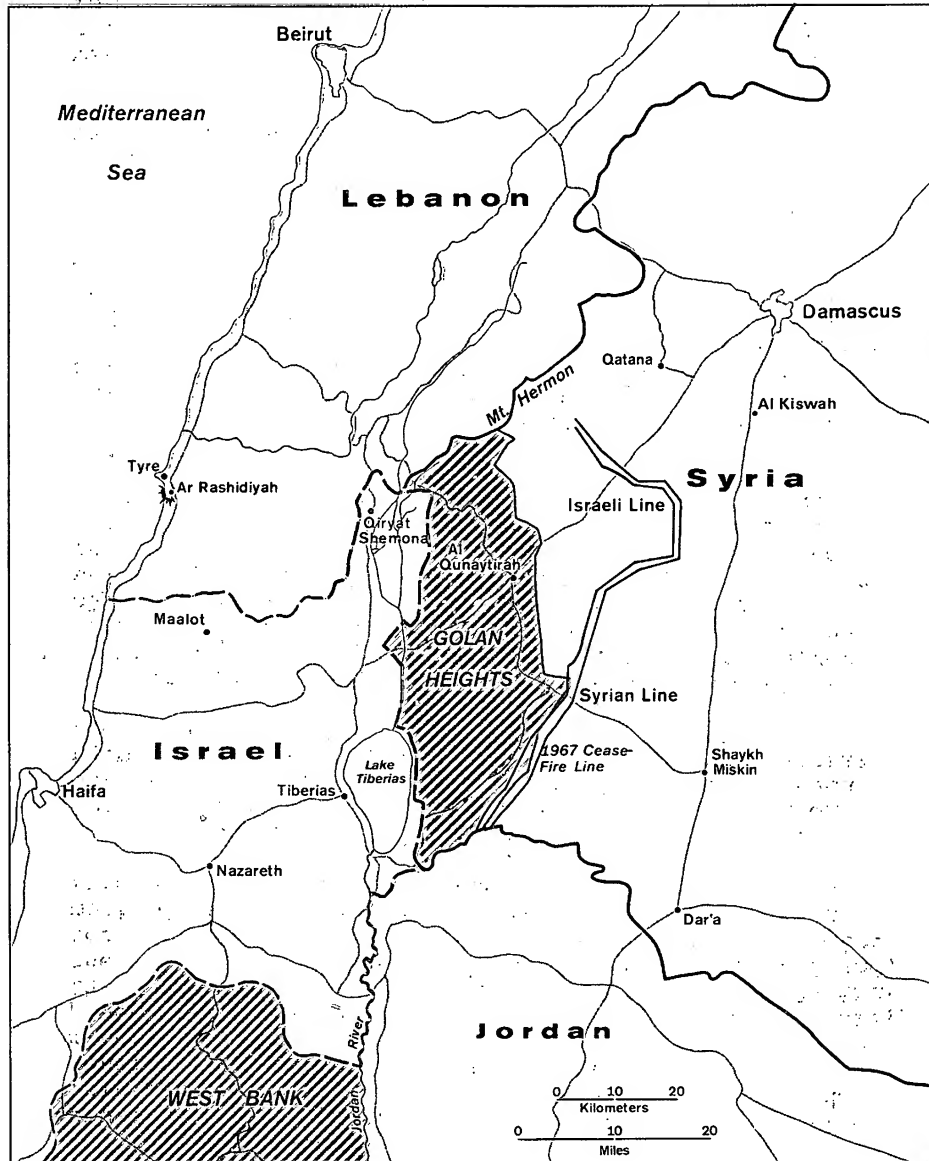 Beirut
Mediterranean
Sea
Lebanon
Damascus
Qatana
Mt. Hermon
Al Kiswah
Tyre
Ar Rashidiyah
Syria
Israeli Line
Qiryat
Shemona
Al
Qunaytirah
Maalot
GOLAN
HEIGHTS
Syrian Line
Israel
1967 Cease-
Fire Line
Shaykh
Miskin
Lake
Tiberias
Haifa
Tiberias
Nazareth
Dar'a
Jordan
River
Jordan
WEST BANK
0 10 20
Kilometers
0 10 20
Miles